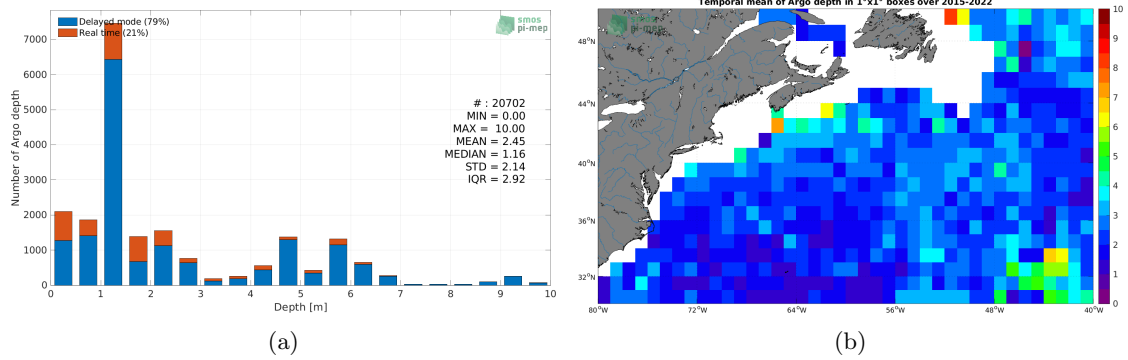 Delayed mode (79%)
Real time (21%)
smos
pi-mep
Number of Argo depth
7000
6000
5000
4000
3000
2000
1000
0
# : 20702
MIN = 0.00
MAX = 10.00
MEAN = 2.45
MEDIAN = 1.16
STD = 2.14
IQR = 2.92
0 1 2 3 4 5 6 7 8 9 10
Depth [m]
(a)
Temporal mean of Argo depth in 1°x1° boxes over 2015-2022
smos
pi-mep
48°N
44°N
40°N
36°N
32°N
80°W 72°W 64°W 56°W 48°W 40°W
10
9
8
7
6
5
4
3
2
1
0
(b)